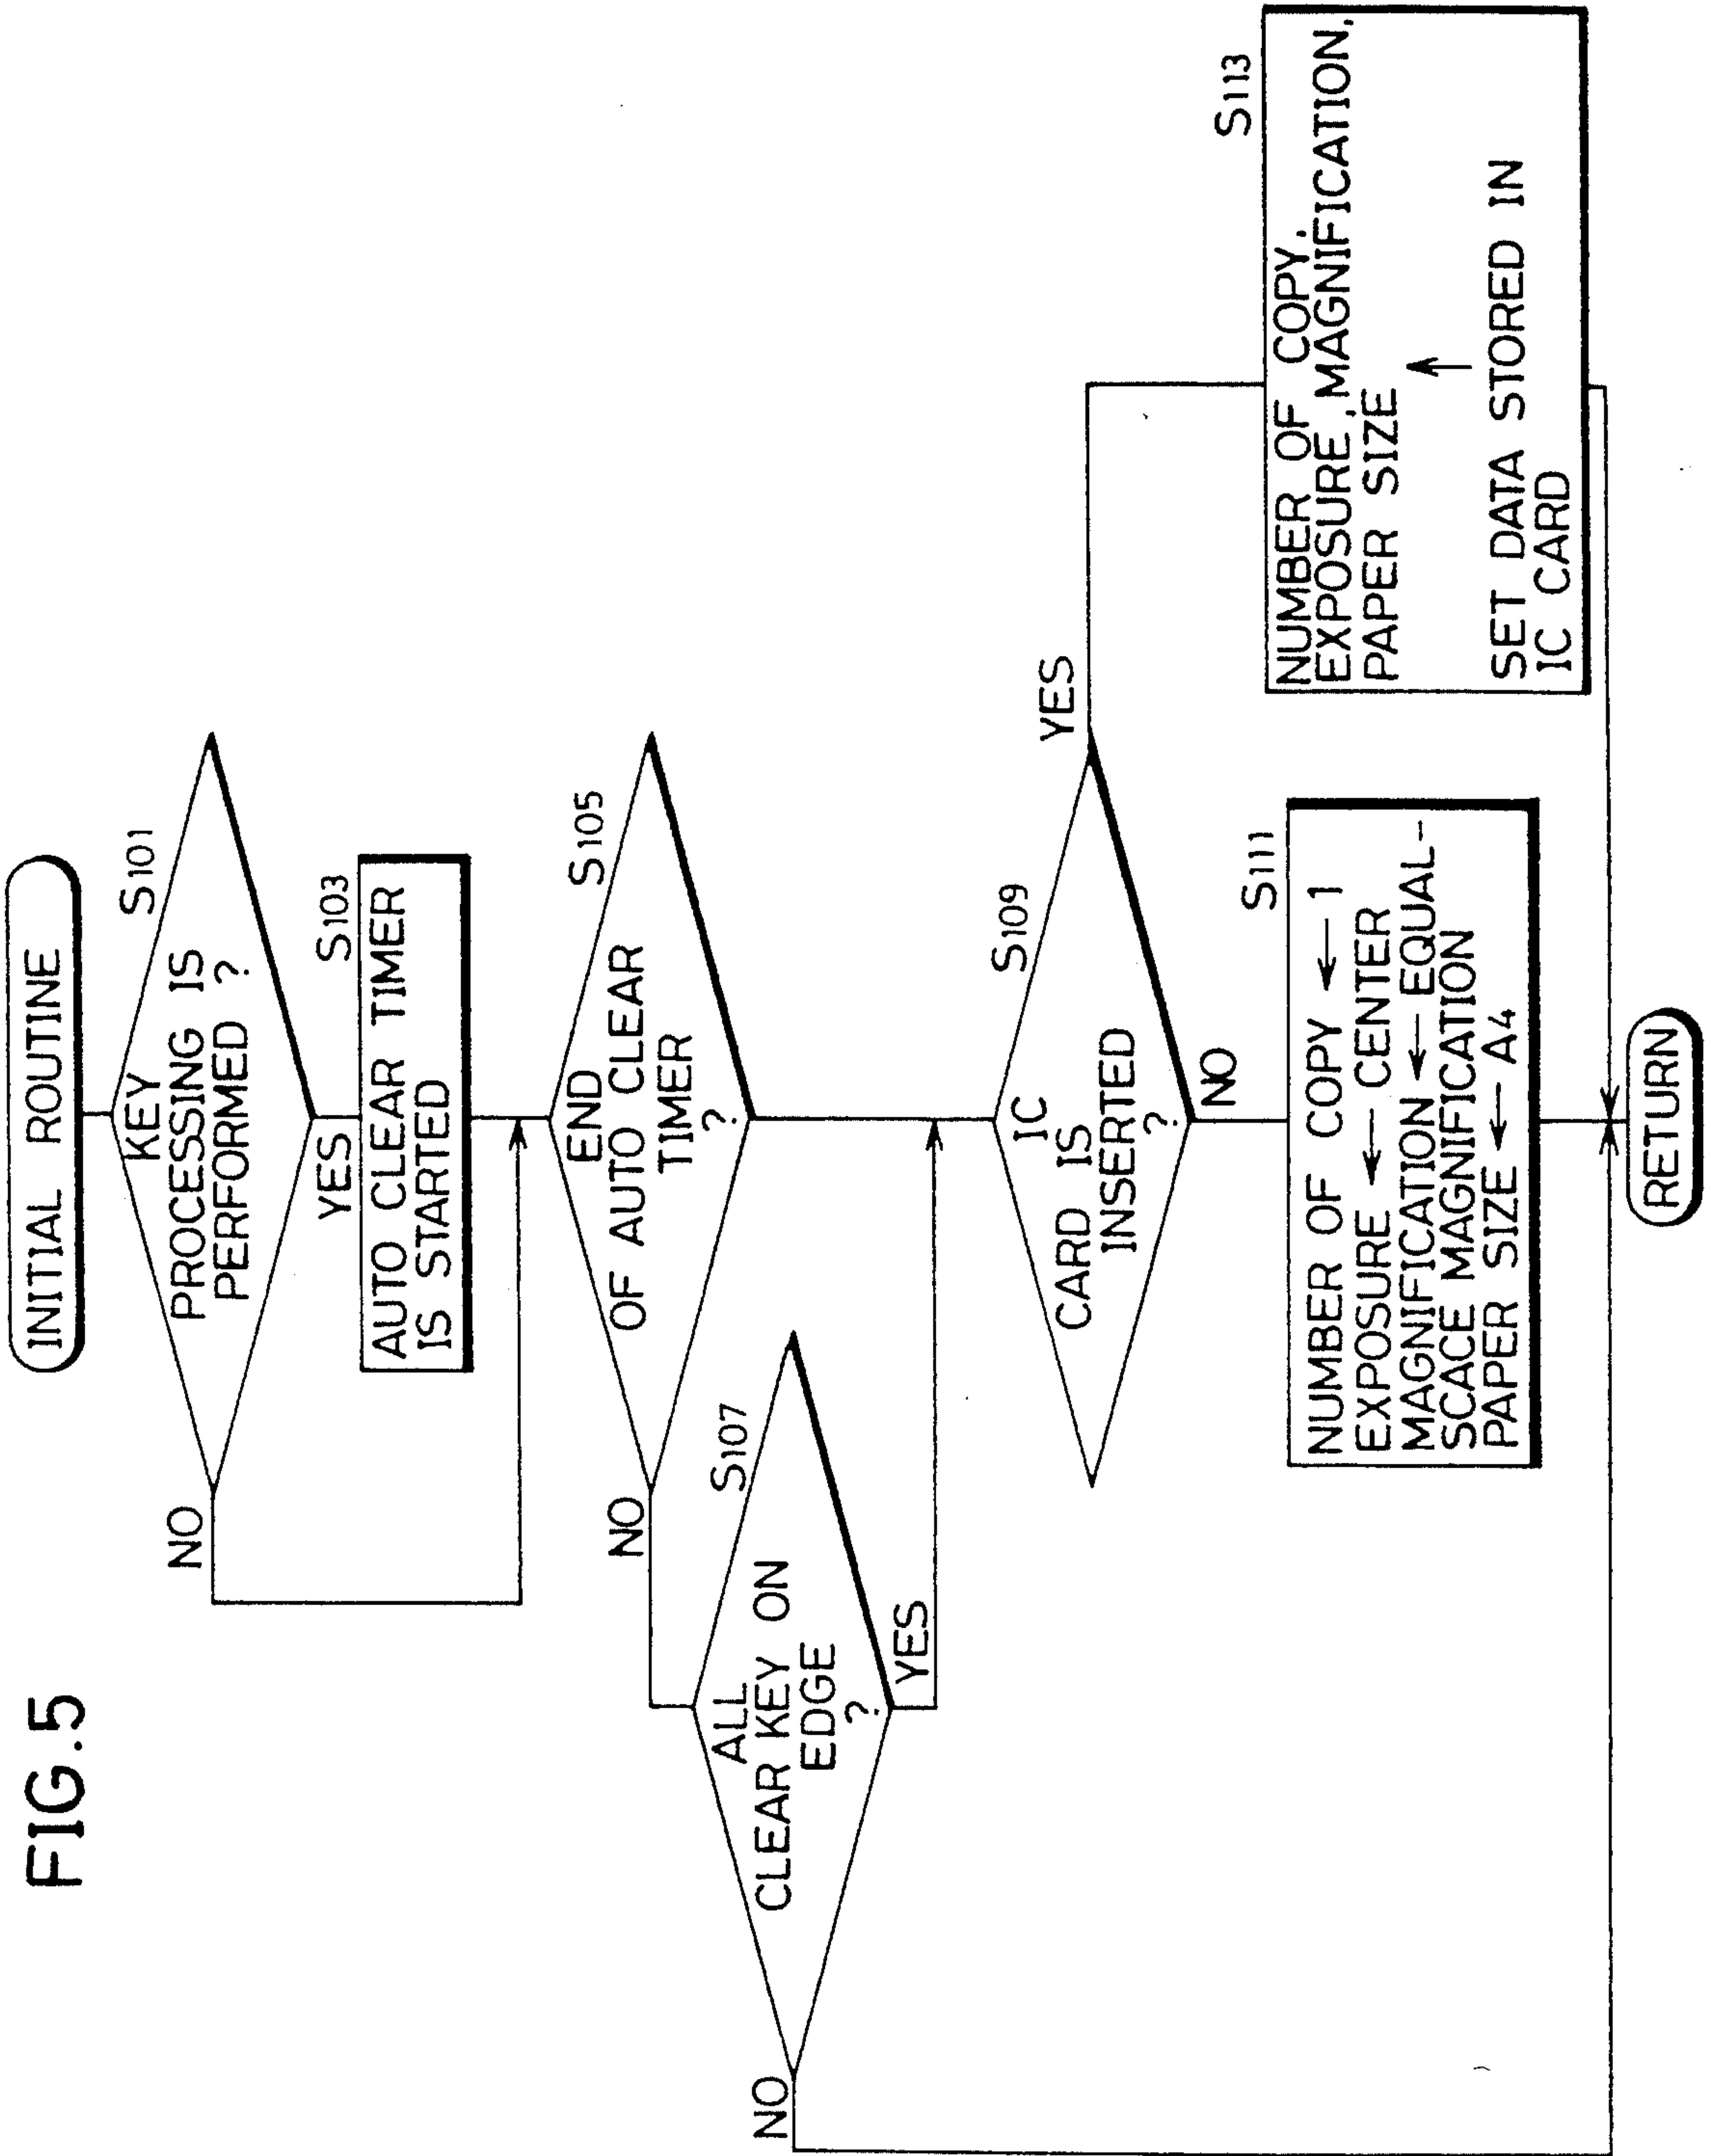 FIG.5
INITIAL ROUTINE
KEY
PROCESSING IS
PERFORMED ?
S101
NO
YES
S103
AUTO CLEAR TIMER
IS STARTED
END
OF AUTO CLEAR
TIMER
?
S105
NO
ALL
CLEAR KEY ON
EDGE
?
S107
NO
YES
IC
CARD IS
INSERTED
?
S109
YES
NO
S111
NUMBER OF COPY ← 1
EXPOSURE ← CENTER
MAGNIFICATION ← EQUAL-
SCACE MAGNIFICATION
PAPER SIZE ← A4
S113
NUMBER OF COPY,
EXPOSURE, MAGNIFICATION,
PAPER SIZE
↑
SET DATA STORED IN
IC CARD
RETURN